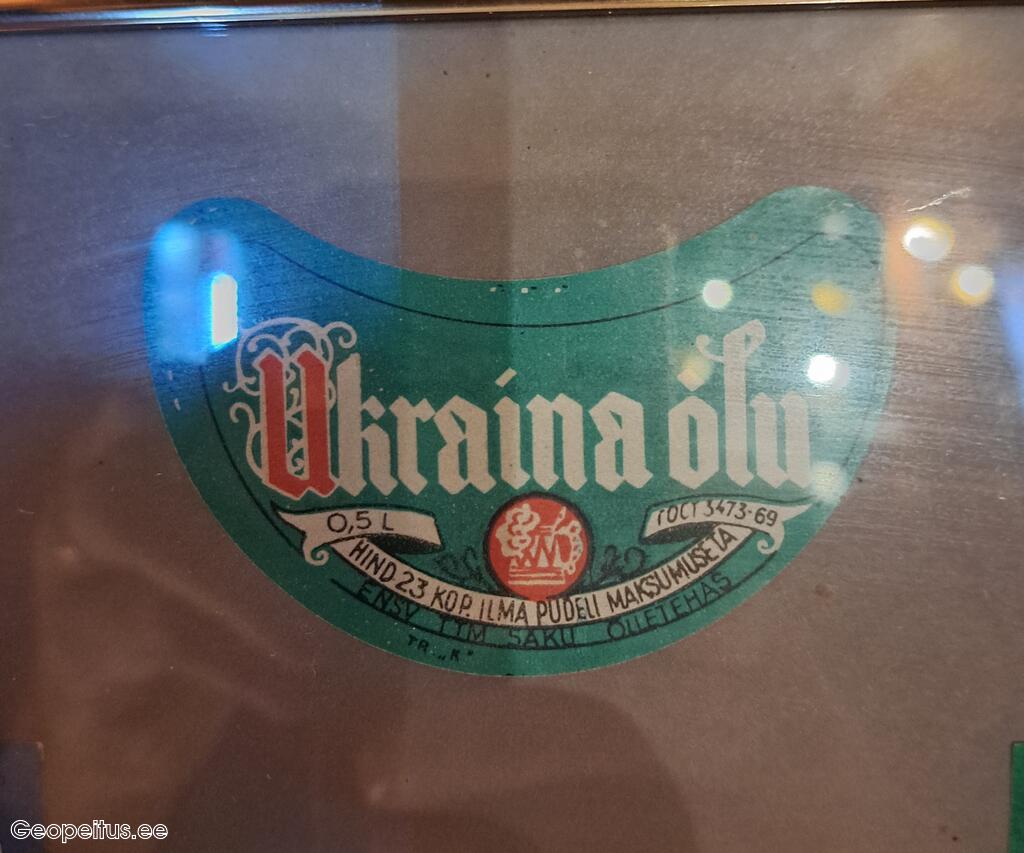 Ukraina õlu
0,5 L
ГОСТ 3473-69
HIND 23 KOP. ILMA PUDELI MAKSUMUSETA
ENSV TTM SAKU ÕLLETEHAS
TR. „K"
Geopeitus.ee